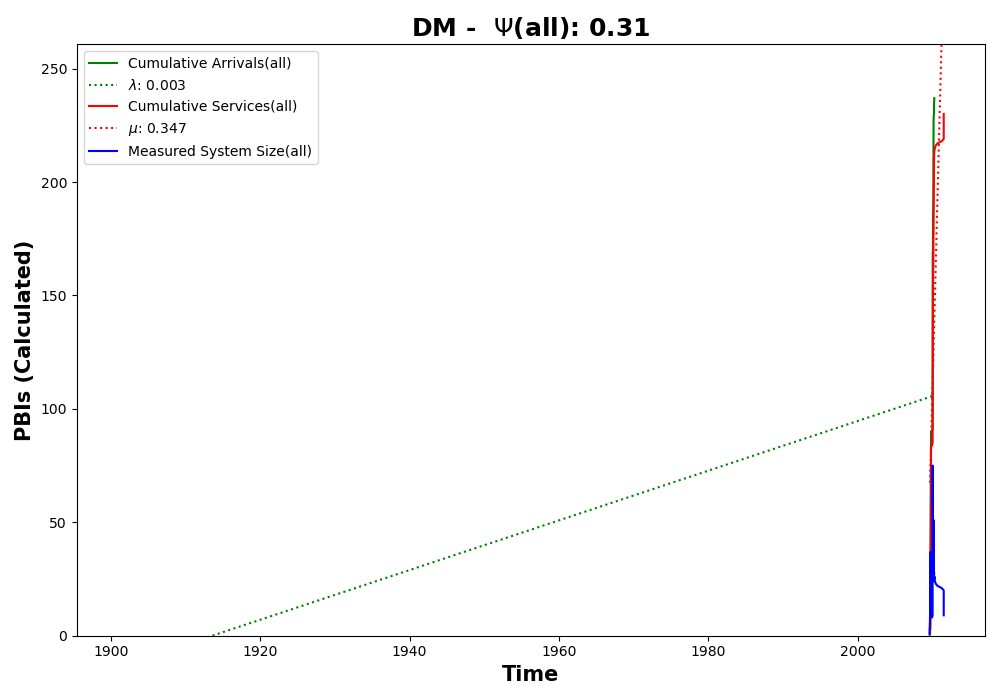 DM - Ψ(all): 0.31
Cumulative Arrivals(all)
λ: 0.003
Cumulative Services(all)
μ: 0.347
Measured System Size(all)
PBIs (Calculated)
250
200
150
100
50
0
1900 1920 1940 1960 1980 2000
Time